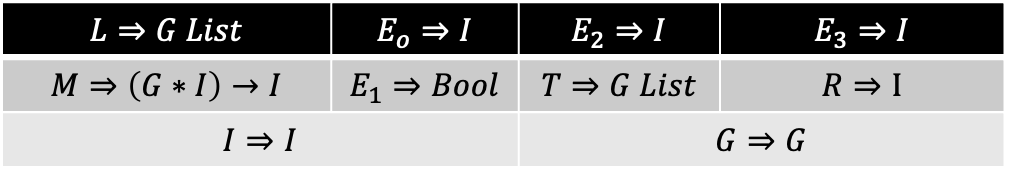 L ⇒ G List E₀ ⇒ I E₂ ⇒ I E₃ ⇒ I
M ⇒ (G * I) → I E₁ ⇒ Bool T ⇒ G List R ⇒ I
I ⇒ I G ⇒ G